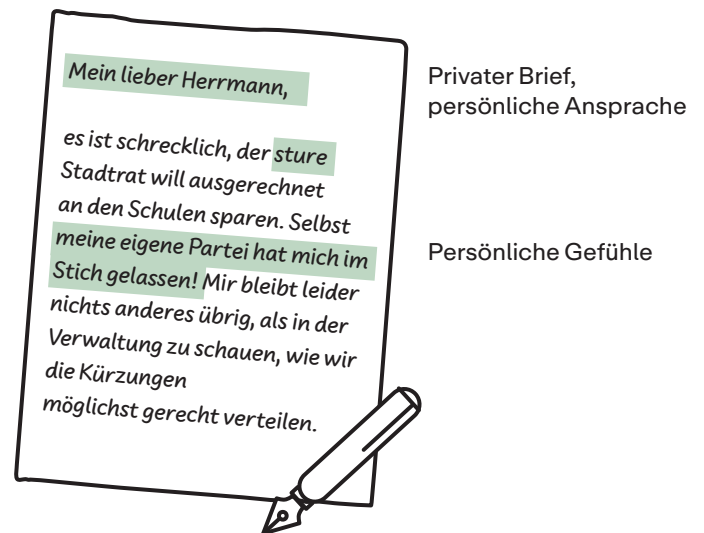 Mein lieber Herrmann,
es ist schrecklich, der sture
Stadtrat will ausgerechnet
an den Schulen sparen. Selbst
meine eigene Partei hat mich im
Stich gelassen! Mir bleibt leider
nichts anderes übrig, als in der
Verwaltung zu schauen, wie wir
die Kürzungen
möglichst gerecht verteilen.
Privater Brief,
persönliche Ansprache
Persönliche Gefühle